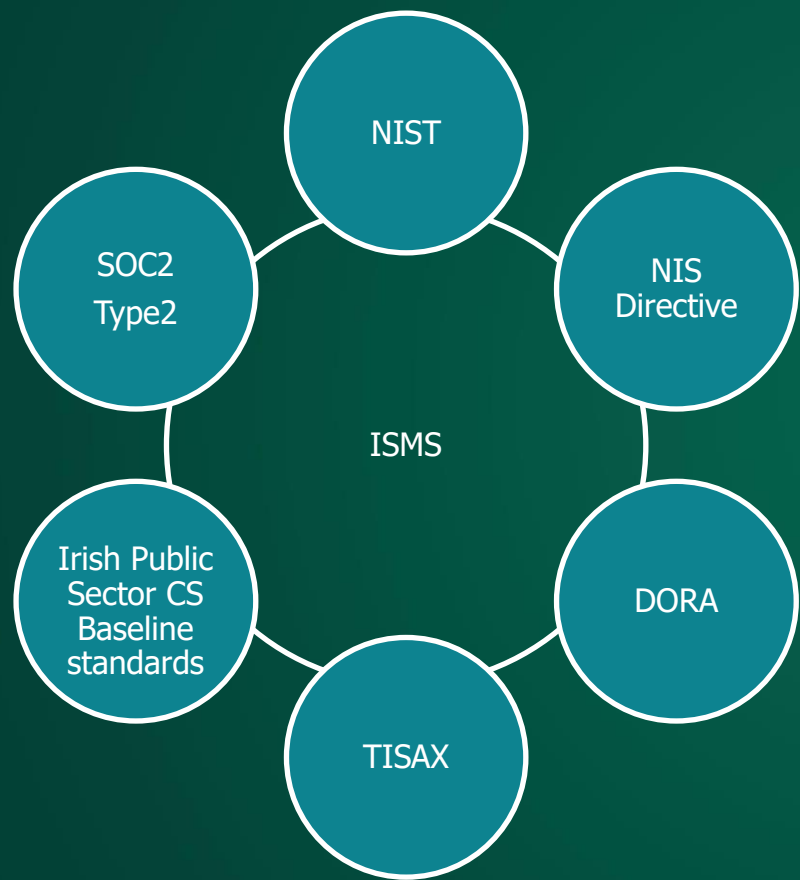 NIST
SOC2
Type2
NIS
Directive
ISMS
Irish Public
Sector CS
Baseline
standards
DORA
TISAX